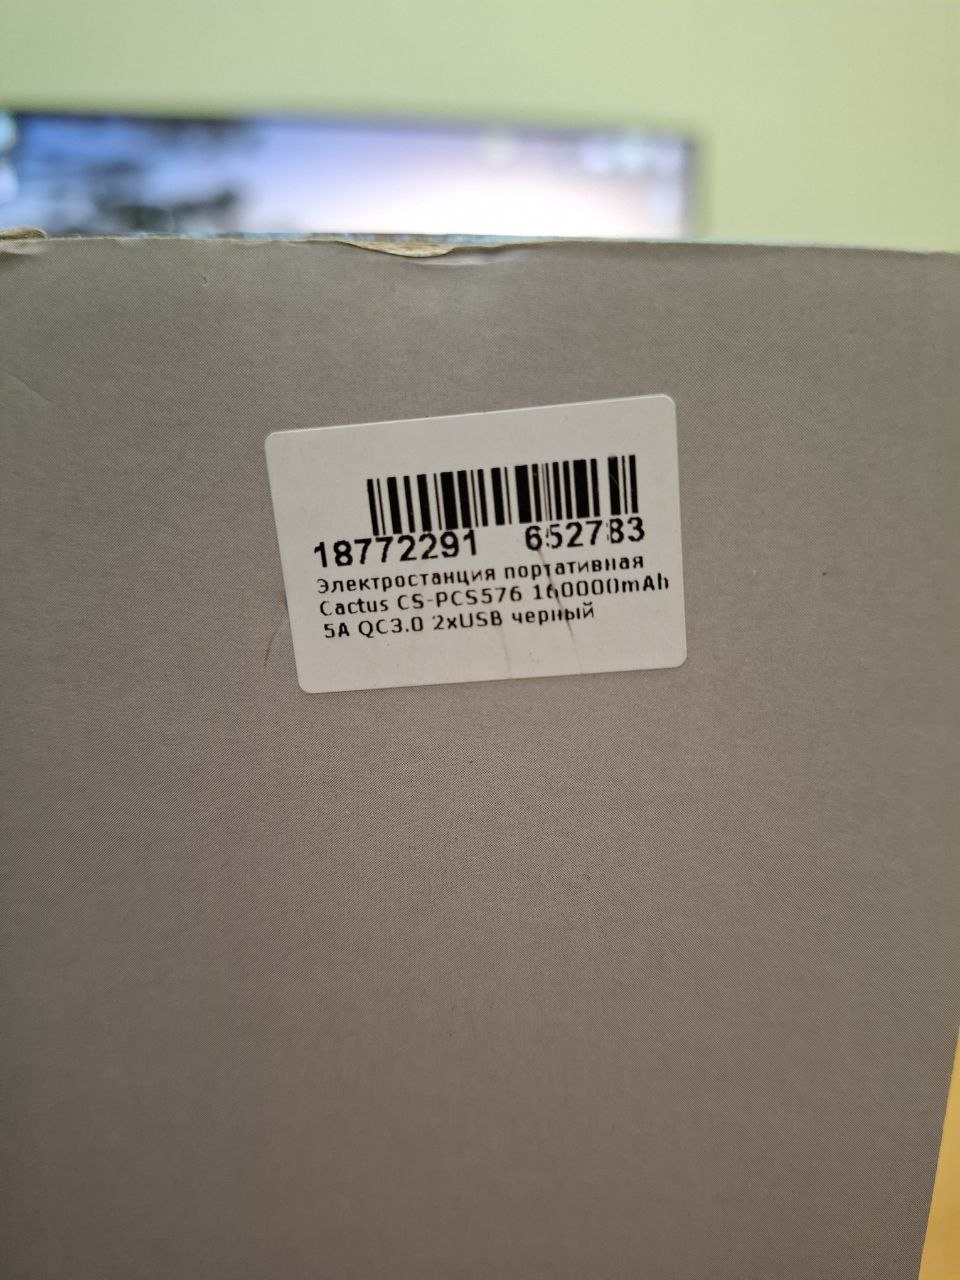 18772291 652783
Электростанция портативная
Cactus CS-PCS576 160000mAh
5A QC3.0 2xUSB черный